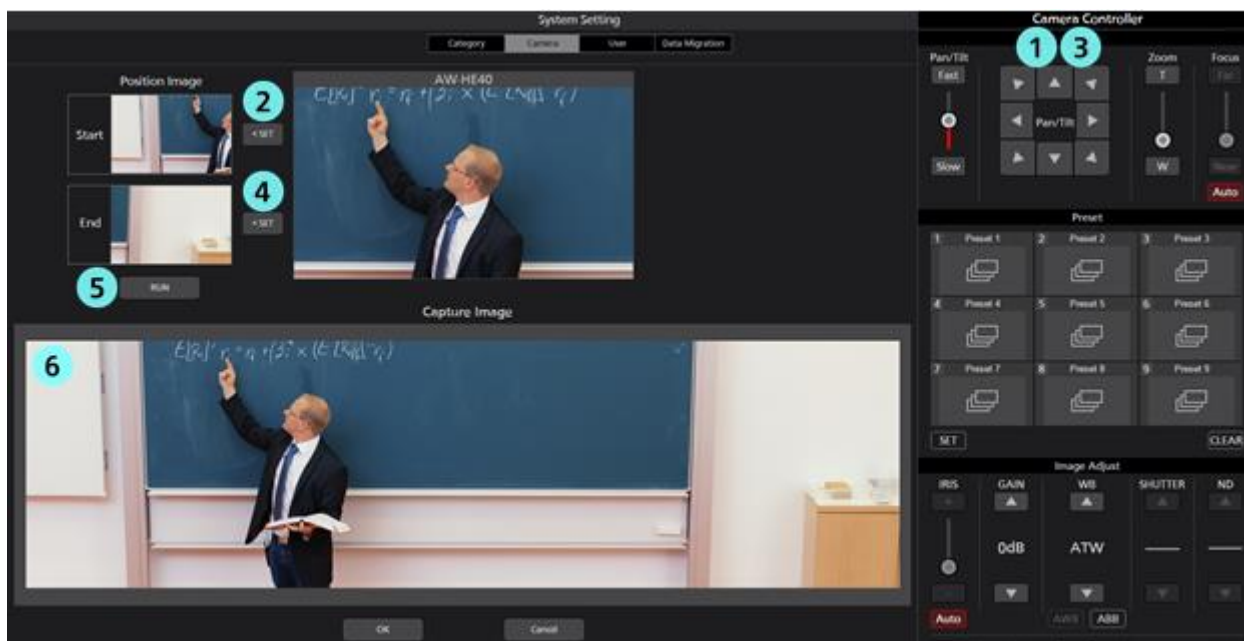 System Setting
Category Camera User Data Migration
Position Image
Start
2
< SET
End
4
< SET
5
RUN
AW-HE40
Capture Image
6
OK Cancel
Camera Controller
1 3
Pan/Tilt
Fast
Slow
Pan/Tilt
Zoom
T
W
Focus
Far
Auto
Preset
1 Preset 1 2 Preset 2 3 Preset 3
4 Preset 4 5 Preset 5 6 Preset 6
7 Preset 7 8 Preset 8 9 Preset 9
SET CLEAR
Image Adjust
IRIS GAIN WB SHUTTER ND
0dB ATW
Auto AWB ABB